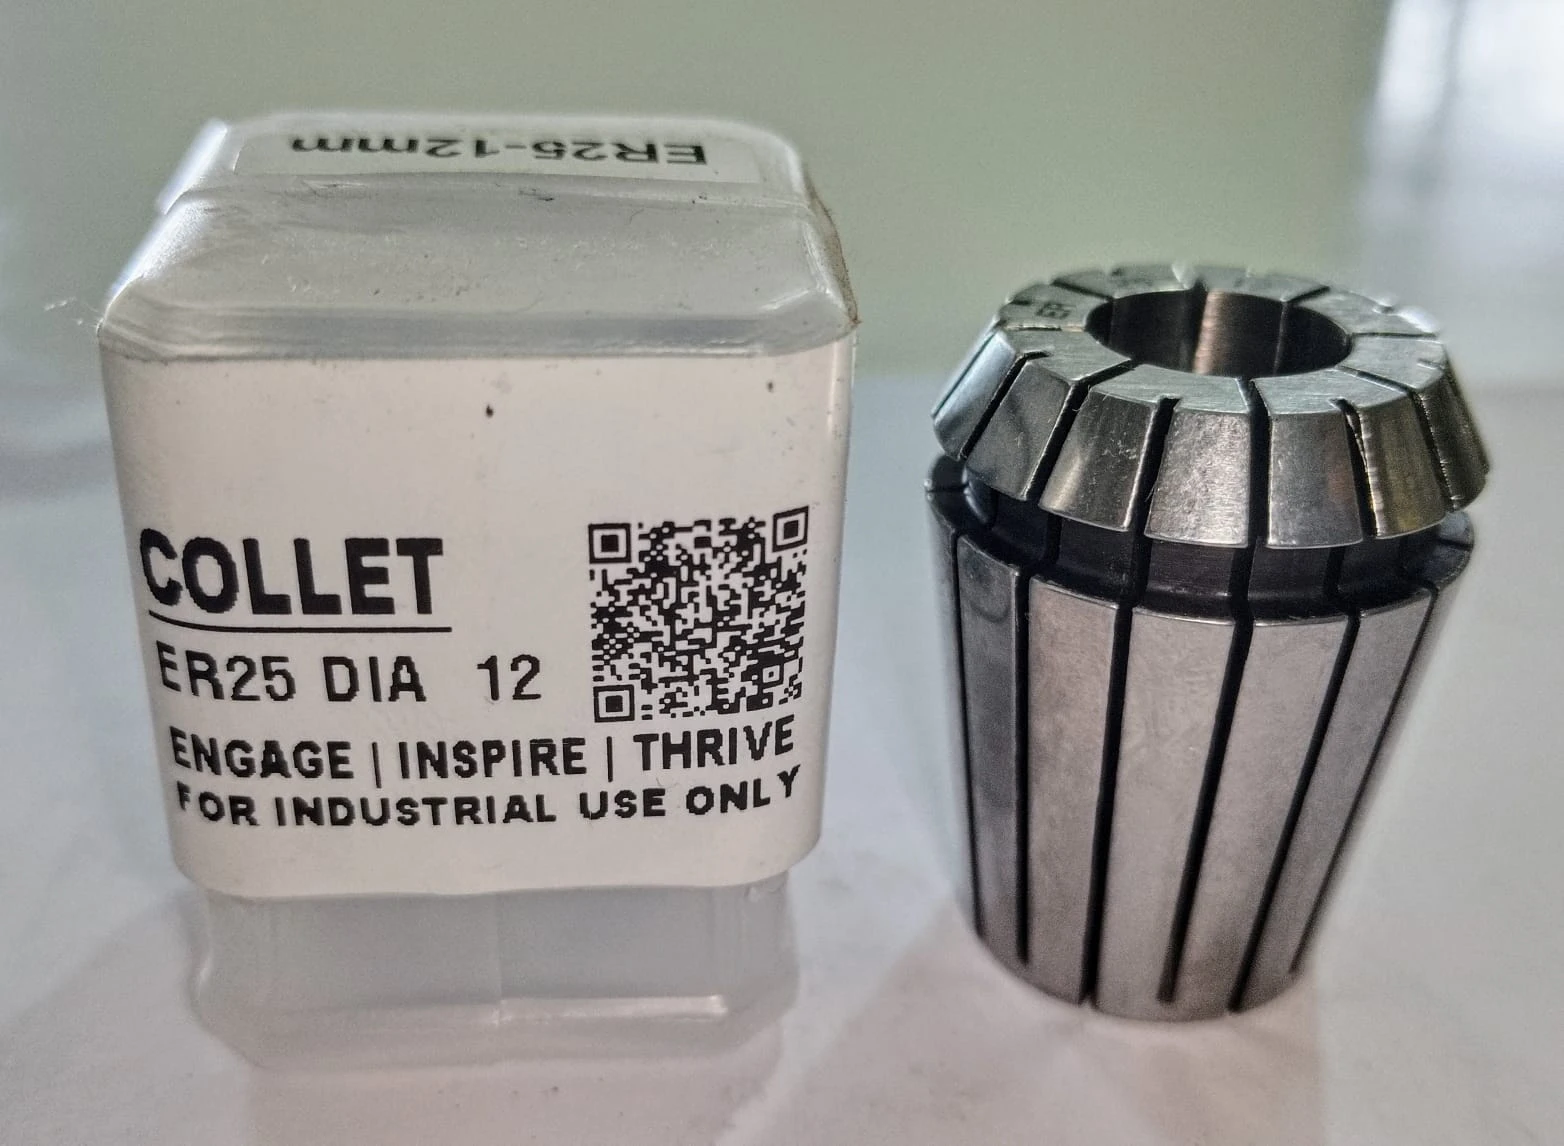 ER25-12mm
COLLET
ER25 DIA 12
ENGAGE | INSPIRE | THRIVE
FOR INDUSTRIAL USE ONLY